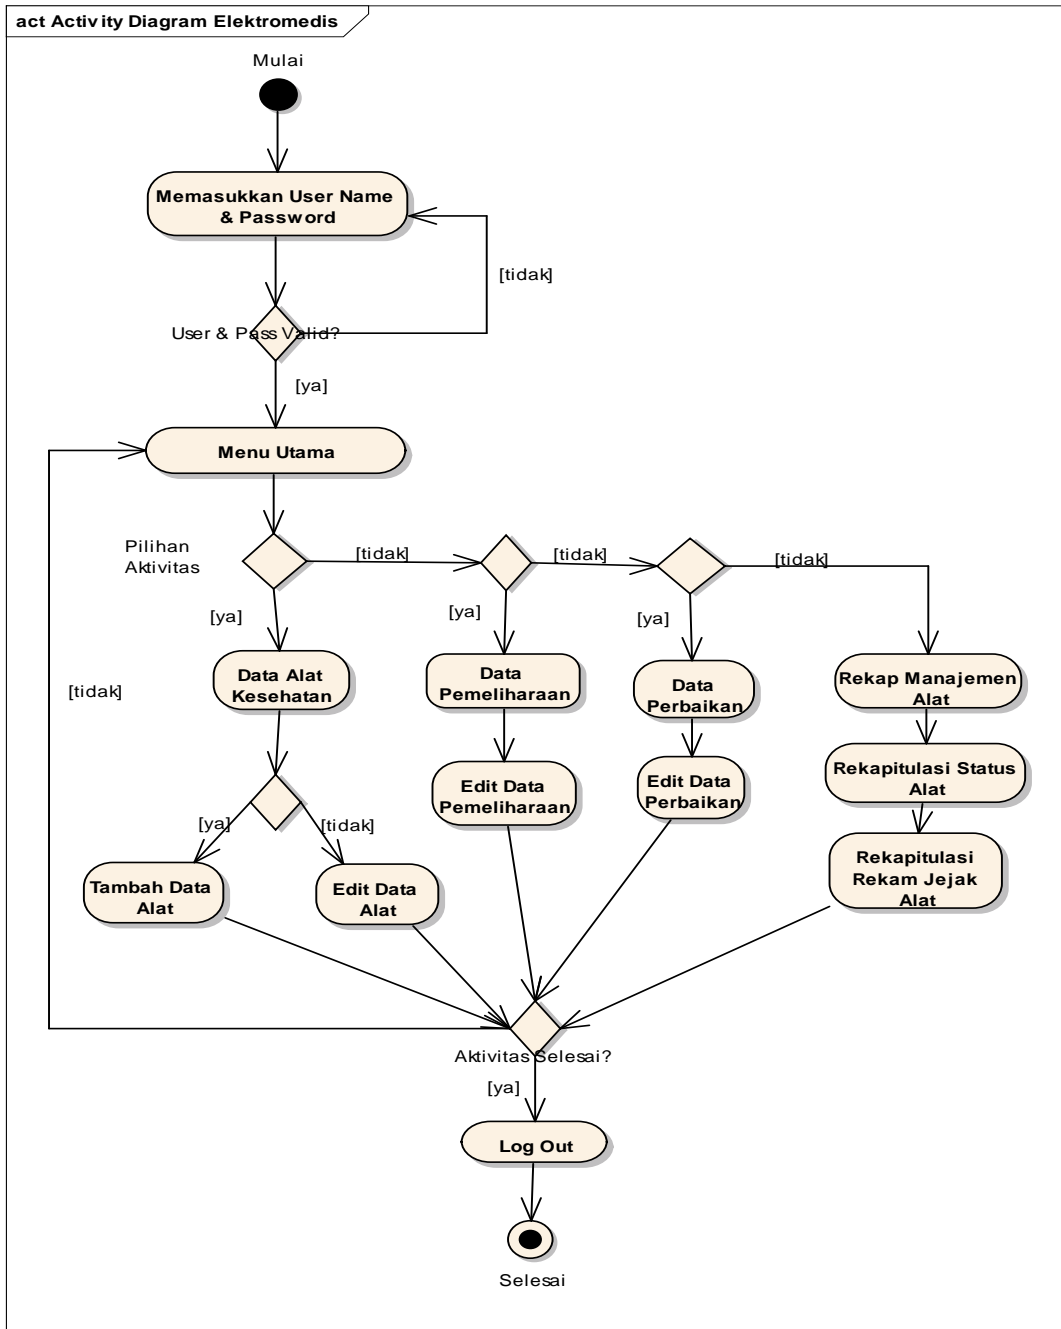 act Activity Diagram Elektromedis
Mulai
Memasukkan User Name
& Password
[tidak]
User & Pass Valid?
[ya]
Menu Utama
Pilihan
Aktivitas
[tidak]
[tidak]
[tidak]
[ya]
[ya]
[ya]
Data Alat
Kesehatan
Data
Pemeliharaan
Data
Perbaikan
Rekap Manajemen
Alat
[tidak]
Edit Data
Pemeliharaan
Edit Data
Perbaikan
Rekapitulasi Status
Alat
[ya]
[tidak]
Tambah Data
Alat
Edit Data
Alat
Rekapitulasi
Rekam Jejak
Alat
Aktivitas Selesai?
[ya]
Log Out
Selesai